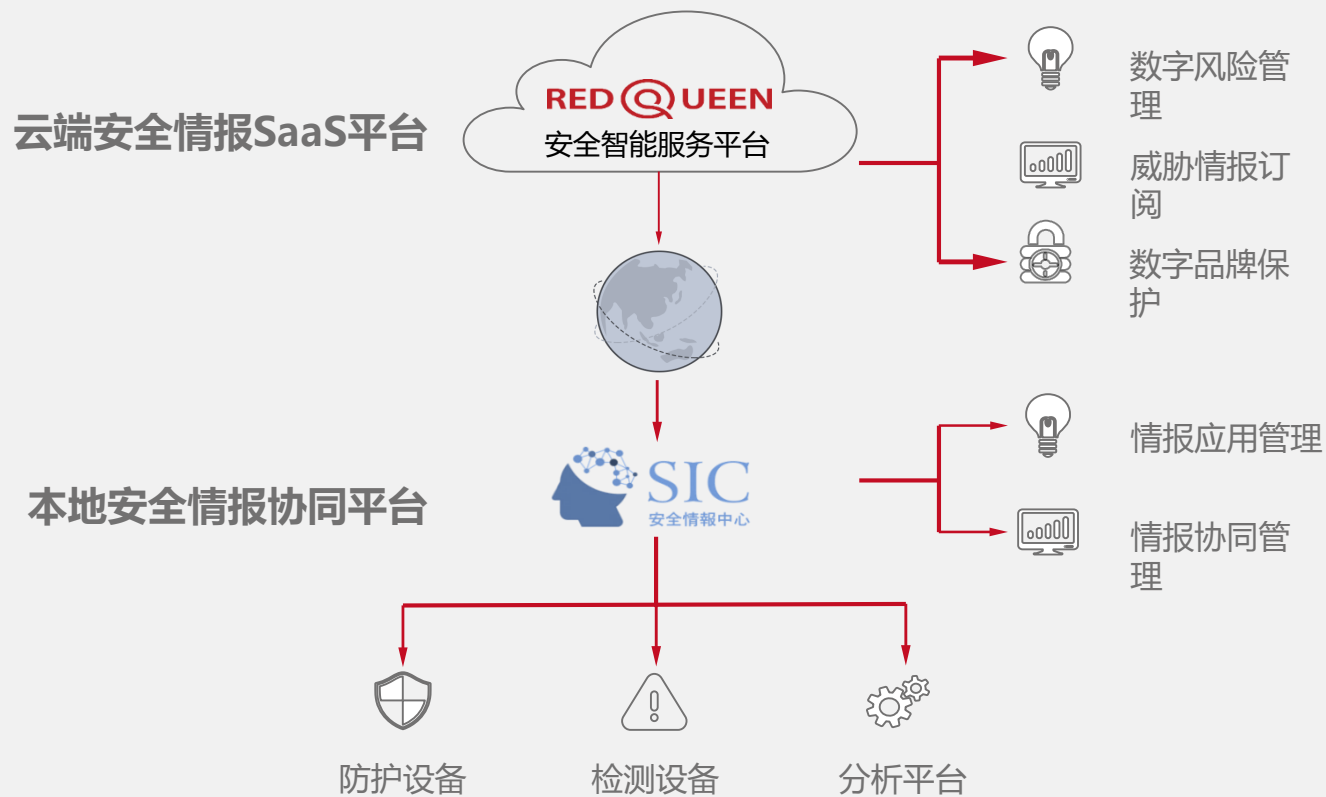 云端安全情报SaaS平台
RED QUEEN
安全智能服务平台
数字风险管
理
威胁情报订
阅
数字品牌保
护
本地安全情报协同平台
SIC
安全情報中心
情报应用管理
情报协同管
理
防护设备
检测设备
分析平台